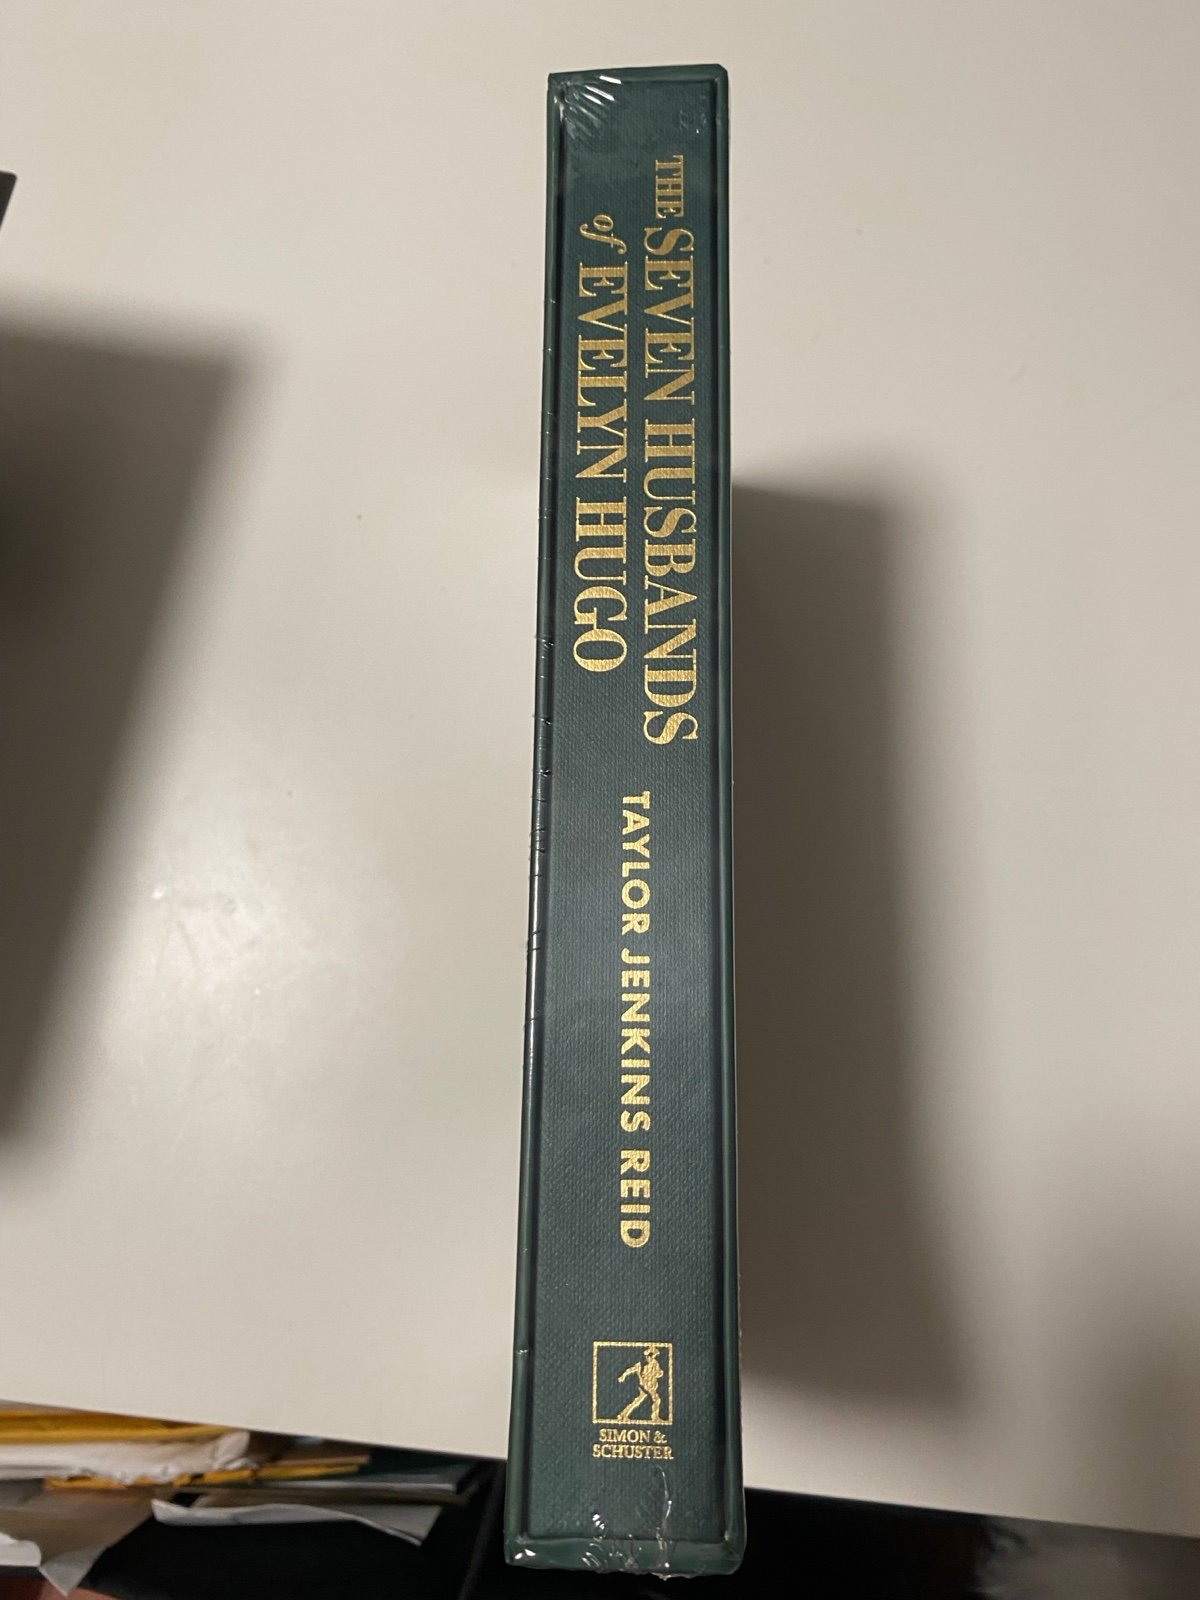 THE SEVEN HUSBANDS
of EVELYN HUGO
TAYLOR JENKINS REID
SIMON &
SCHUSTER